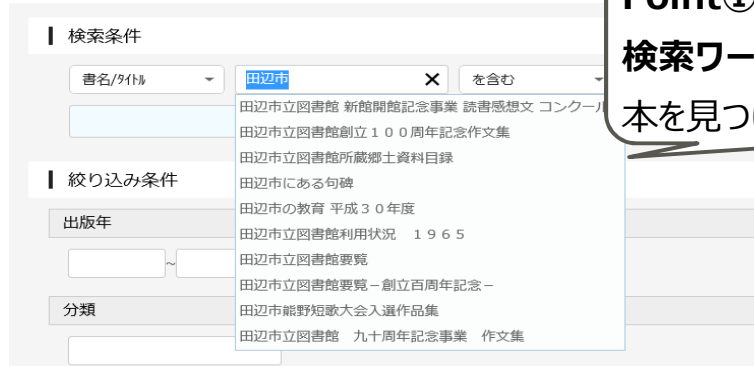 Point①
検索ワー
本を見つ
検索条件
書名/ﾀｲﾄﾙ
田辺市
を含む
田辺市立図書館 新館開館記念事業 読書感想文 コンクール
田辺市立図書館創立１００周年記念作文集
田辺市立図書館所蔵郷土資料目録
田辺市にある句碑
田辺市の教育 平成３０年度
田辺市立図書館利用状況　１９６５
田辺市立図書館要覧
田辺市立図書館要覧－創立百周年記念－
田辺市熊野短歌大会入選作品集
田辺市立図書館　九十周年記念事業　作文集
絞り込み条件
出版年
~
分類